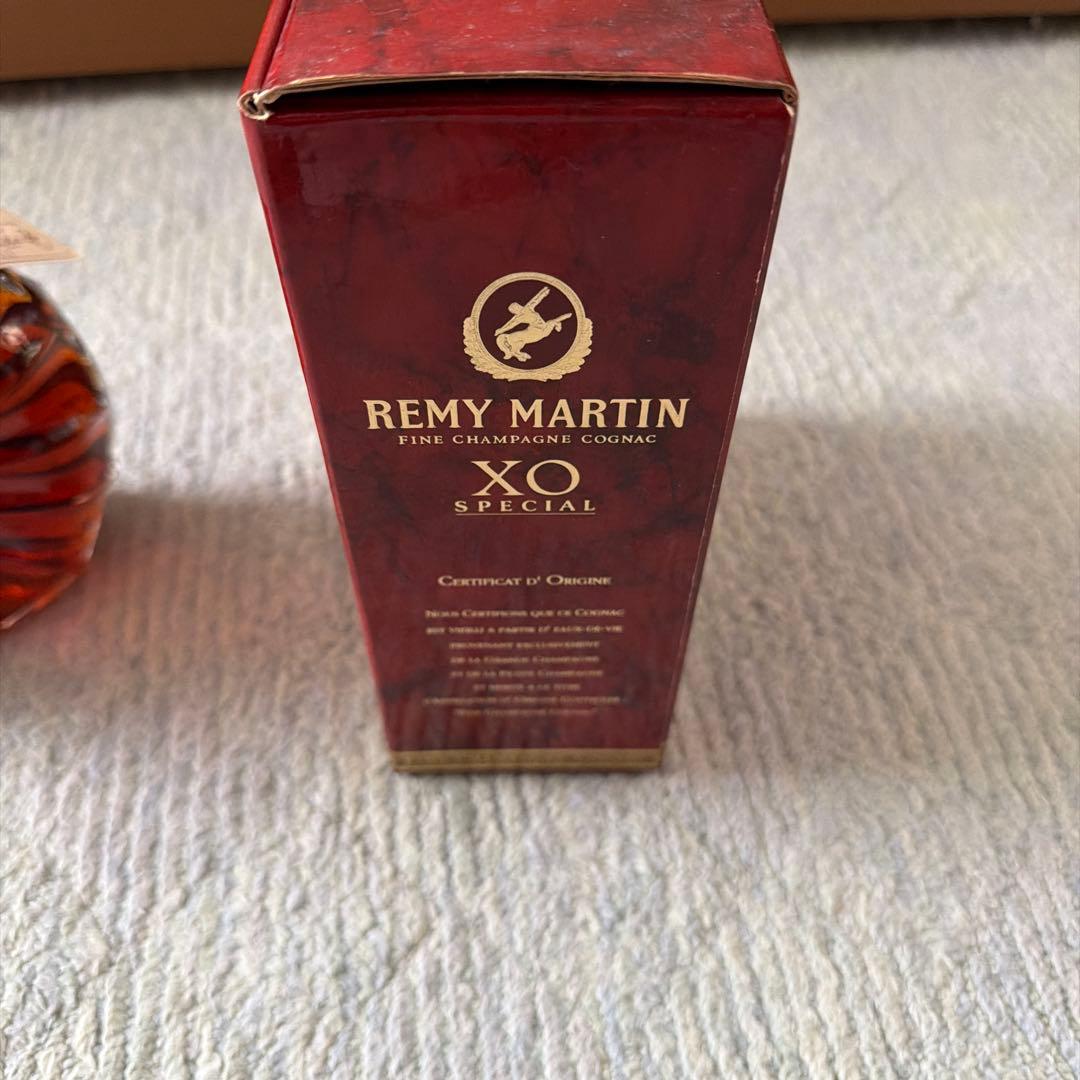 REMY MARTIN
FINE CHAMPAGNE COGNAC
XO
SPECIAL
CERTIFICAT D' ORIGINE
NOUS CERTIFIONS QUE CE COGNAC
EST VIEILLI A PARTIR D' EAUX-DE-VIE
PROVENANT EXCLUSIVEMENT
DE LA GRANDE CHAMPAGNE
ET DE LA PETITE CHAMPAGNE